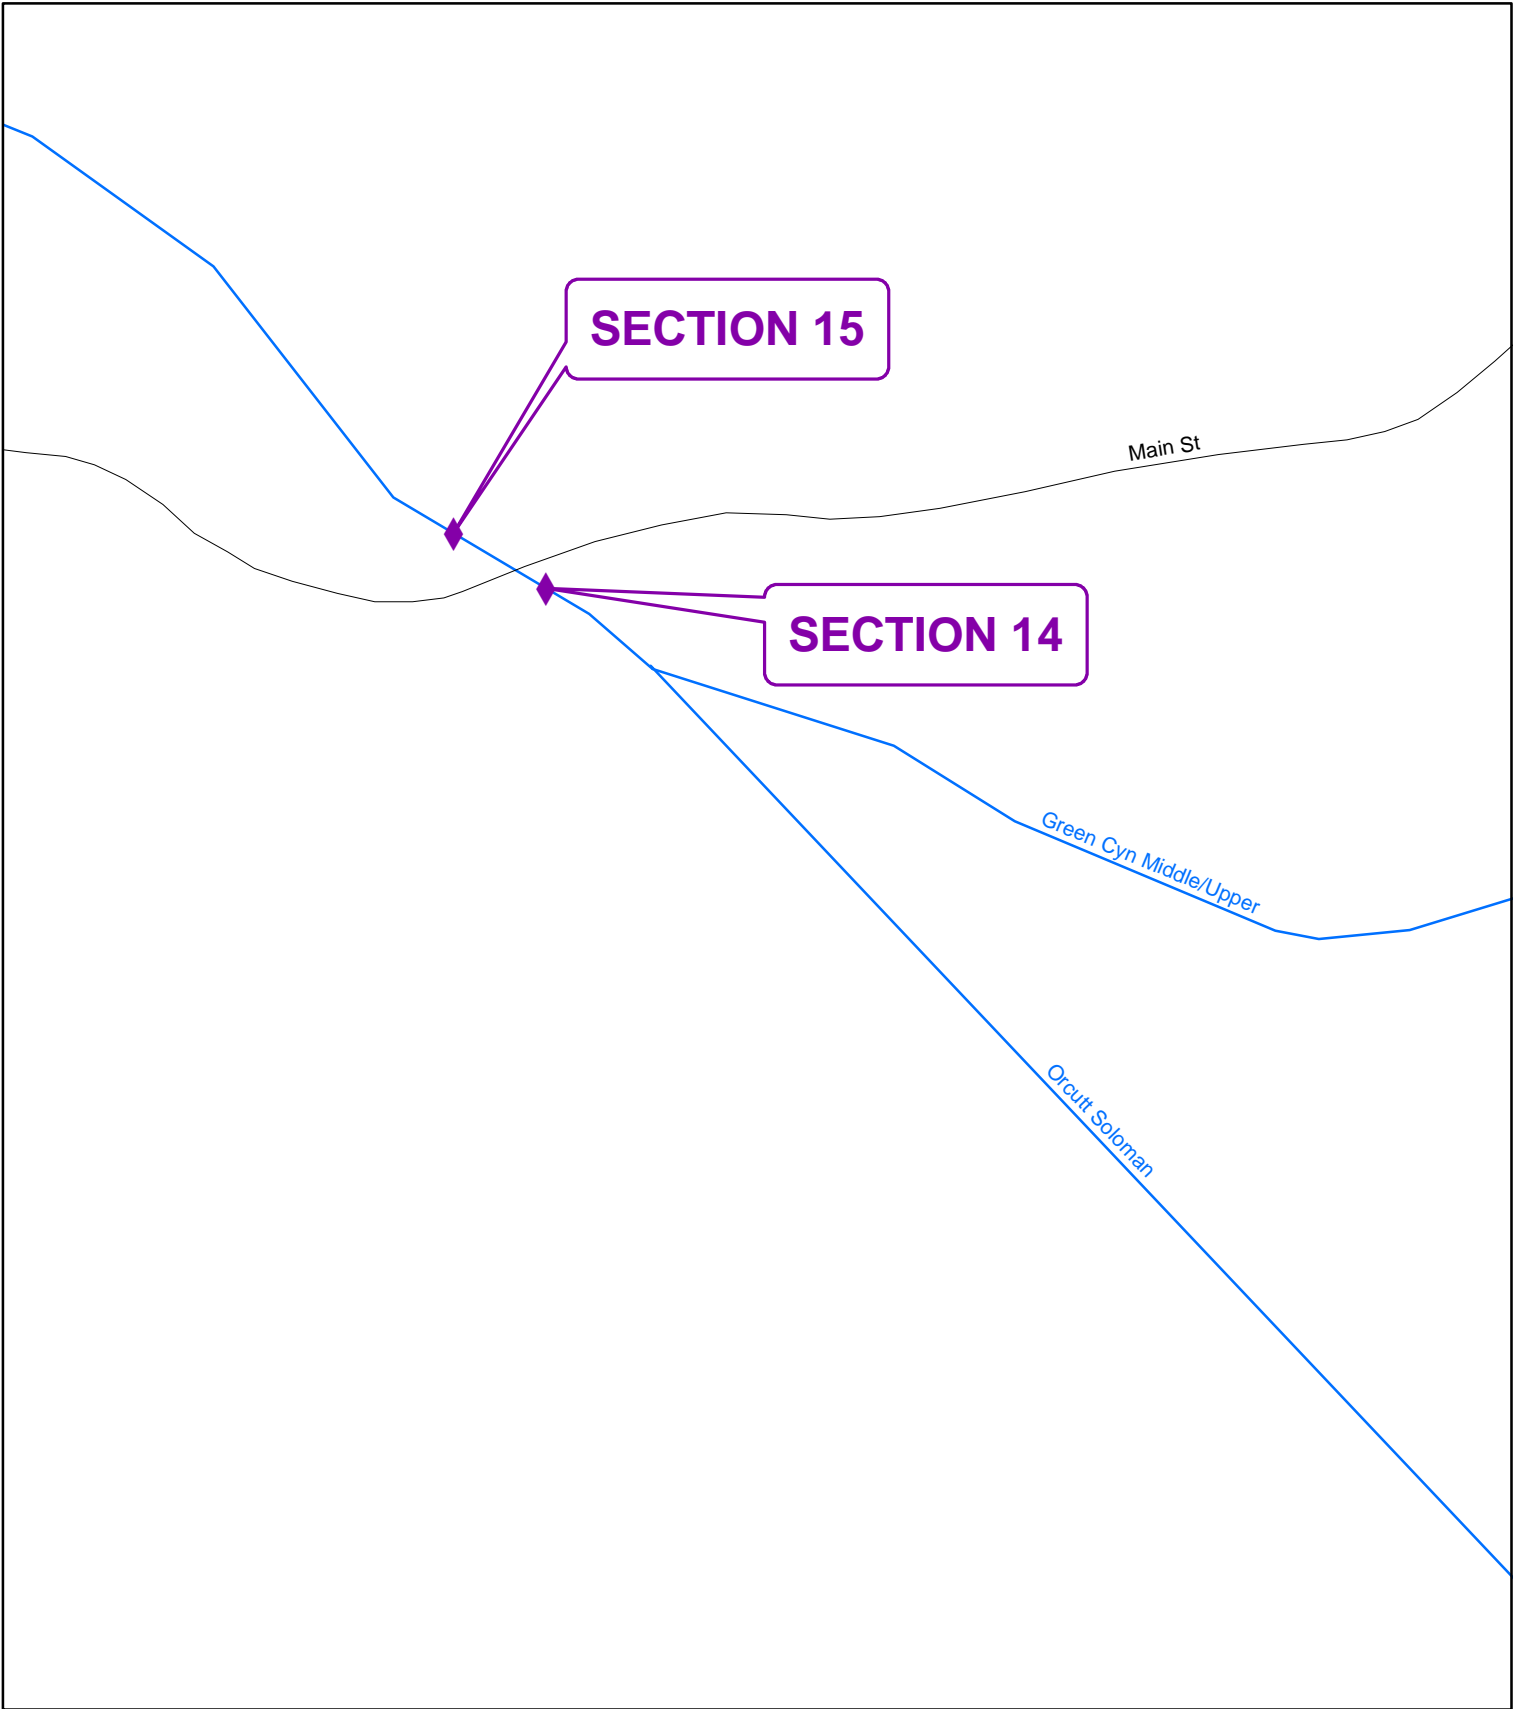 SECTION 15
Main St
SECTION 14
Green Cyn Middle/Upper
Orcutt Soloman